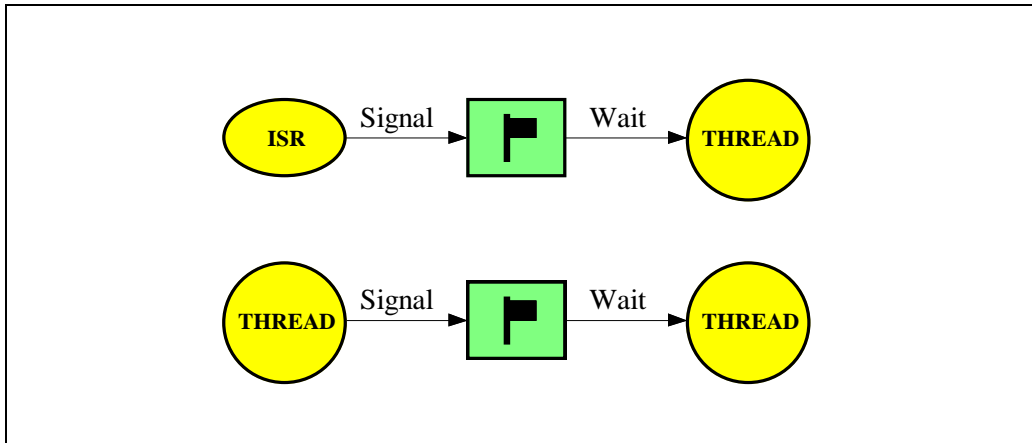 Signal
Wait
ISR
THREAD
Signal
Wait
THREAD
THREAD